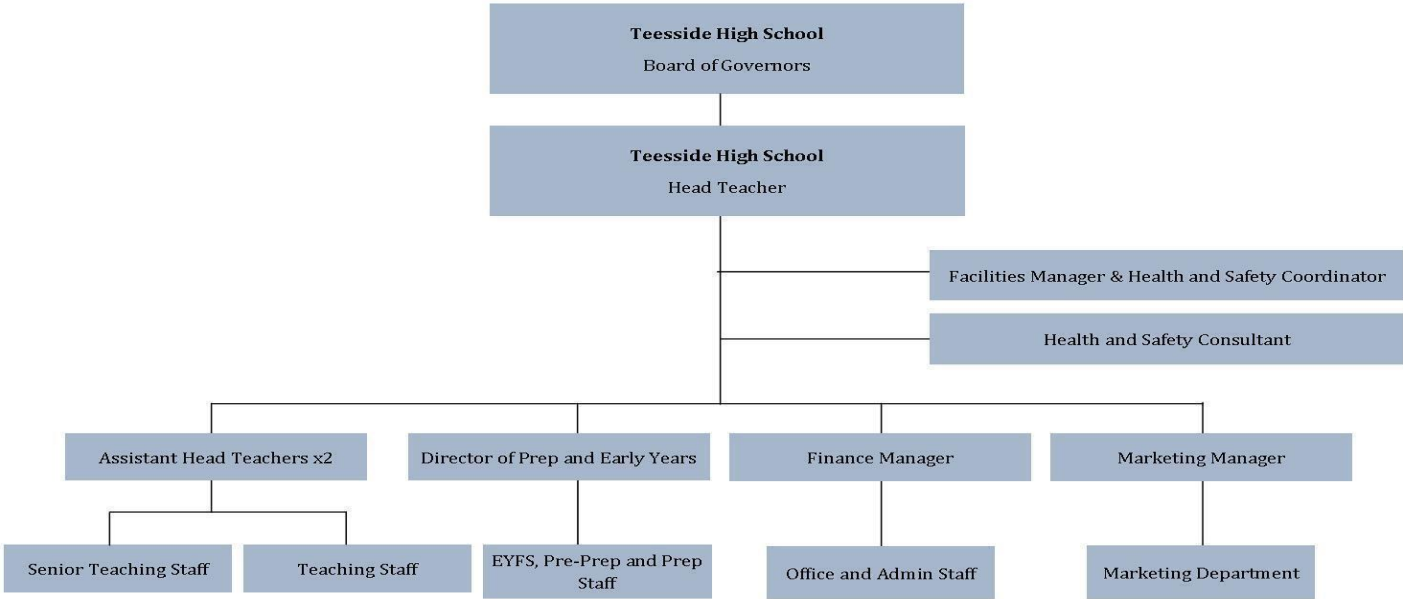 Teesside High School
Board of Governors
Teesside High School
Head Teacher
Facilities Manager & Health and Safety Coordinator
Health and Safety Consultant
Assistant Head Teachers x2
Director of Prep and Early Years
Finance Manager
Marketing Manager
Senior Teaching Staff
Teaching Staff
EYFS, Pre-Prep and Prep
Staff
Office and Admin Staff
Marketing Department